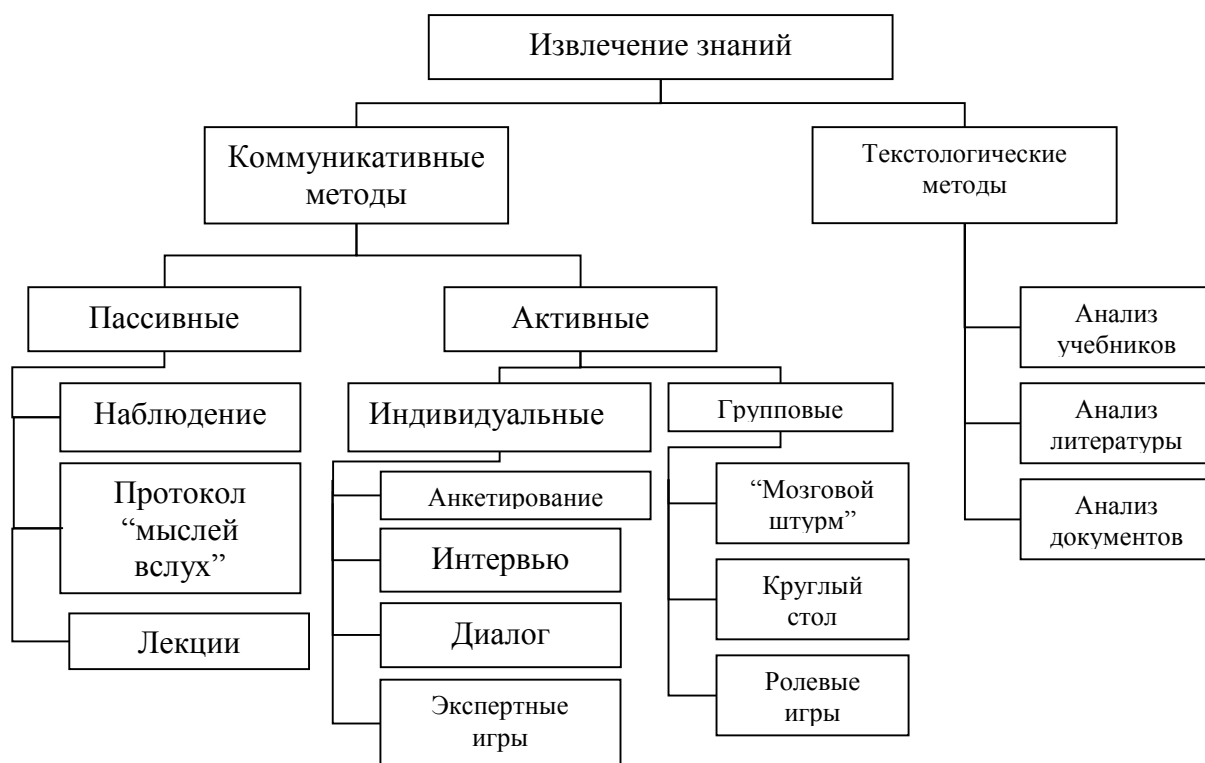 Извлечение знаний
Коммуникативные
методы
Текстологические
методы
Пассивные
Активные
Наблюдение
Протокол
“мыслей
вслух”
Лекции
Индивидуальные
Анкетирование
Интервью
Диалог
Экспертные
игры
Групповые
“Мозговой
штурм”
Круглый
стол
Ролевые
игры
Анализ
учебников
Анализ
литературы
Анализ
документов